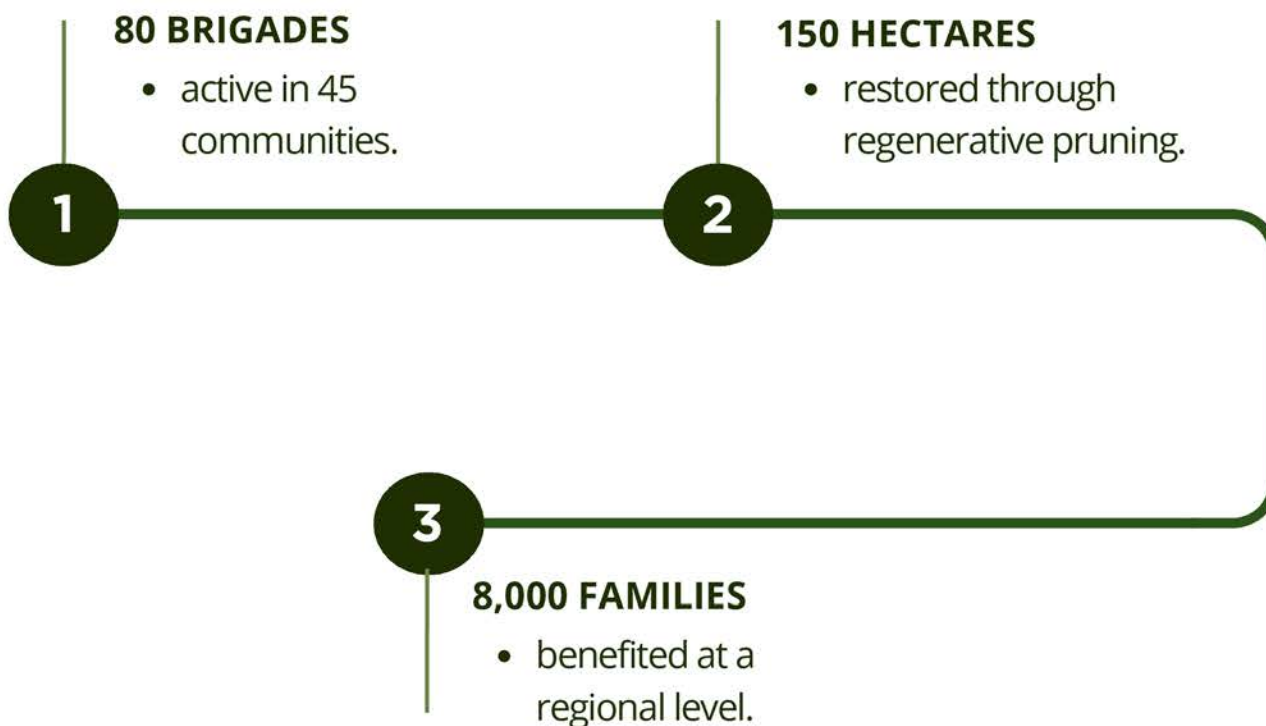 80 BRIGADES
• active in 45
communities.
150 HECTARES
• restored through
regenerative pruning.
1
2
3
8,000 FAMILIES
• benefited at a
regional level.